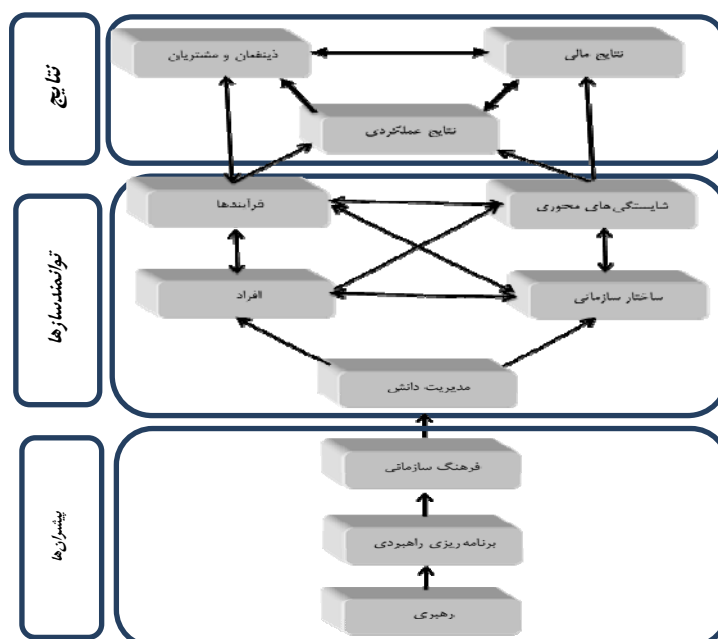 نتایج
ذینفعان و مشتریان
نتایج مالی
نتایج عملکردی
توانمندسازها
فرآیندها
شایستگی‌های محوری
افراد
ساختار سازمانی
مدیریت دانش
پیشران‌ها
فرهنگ سازمانی
برنامه‌ریزی راهبردی
رهبری